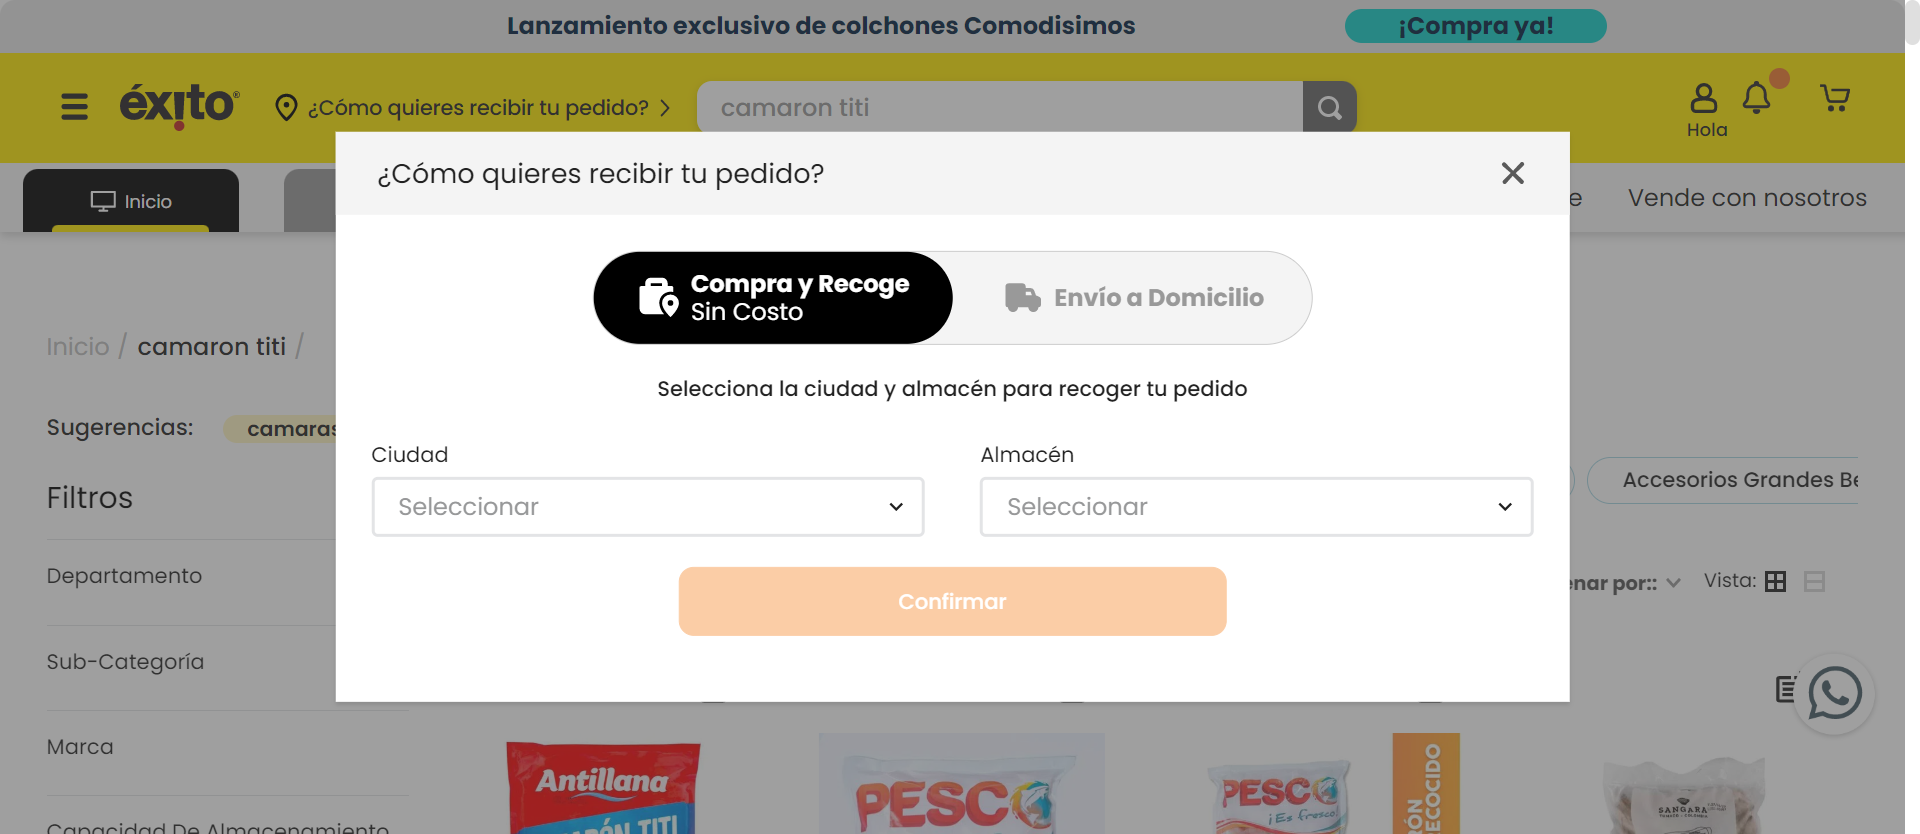 Lanzamiento exclusivo de colchones Comodisimos
¡Compra ya!
éxito®
¿Cómo quieres recibir tu pedido?
camaron titi
Hola
¿Cómo quieres recibir tu pedido?
Inicio
Vende con nosotros
Compra y Recoge
Sin Costo
Envío a Domicilio
Inicio / camaron titi /
Selecciona la ciudad y almacén para recoger tu pedido
Sugerencias:
camaras
Ciudad
Almacén
Accesorios Grandes
Filtros
Seleccionar
Seleccionar
Departamento
enar por::
Vista:
Confirmar
Sub-Categoría
Marca
Antillana
TITI
PESC
PESC
¡Es fresco!
SANGARA
Capacidad De Almacenamiento